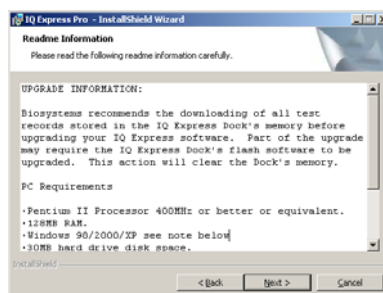 IQ Express Pro - InstallShield Wizard
Readme Information
Please read the following readme information carefully.
UPGRADE INFORMATION:
Biosystems recommends the downloading of all test
records stored in the IQ Express Dock's memory before
upgrading your IQ Express software.  Part of the upgrade
may require the IQ Express Dock's flash software to be
upgraded.  This action will clear the Dock's memory.
PC Requirements
·Pentium II Processor 400MHz or better or equivalent.
·128MB RAM.
·Windows 98/2000/XP see note below
·30MB hard drive disk space.
InstallShield
< Back
Next >
Cancel